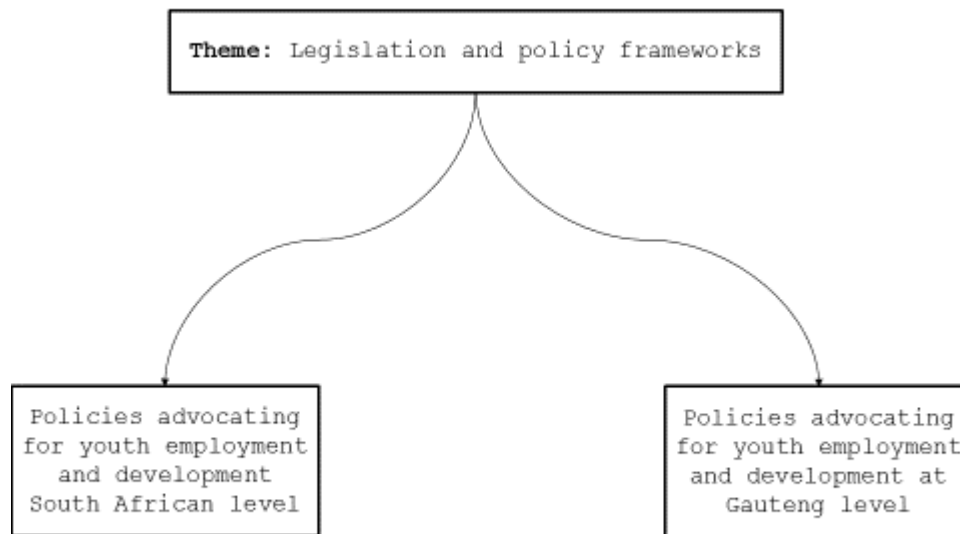 Theme: Legislation and policy frameworks
Policies advocating
for youth employment
and development
South African level
Policies advocating
for youth employment
and development at
Gauteng level